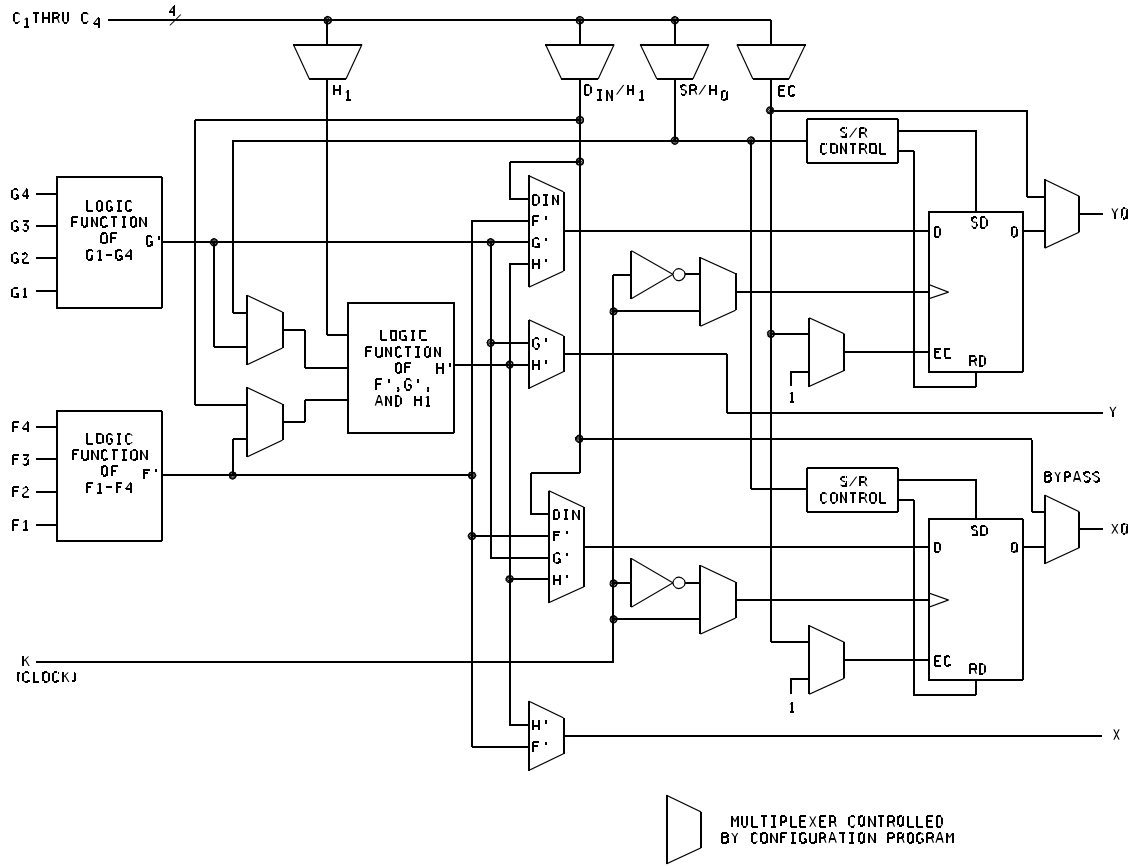 C1THRU C4
4
H1
DIN/H1
SR/H0
EC
S/R
CONTROL
DIN
F'
G'
H'
G4
G3
G2
G1
LOGIC
FUNCTION
OF
G1-G4
G'
D
SD
Q
EC
RD
YQ
1
LOGIC
FUNCTION
OF
F',G',
AND H1
H'
G'
H'
Y
F4
F3
F2
F1
LOGIC
FUNCTION
OF
F1-F4
F'
S/R
CONTROL
BYPASS
DIN
F'
G'
H'
D
SD
Q
EC
RD
XQ
1
K
(CLOCK)
H'
F'
X
MULTIPLEXER CONTROLLED
BY CONFIGURATION PROGRAM